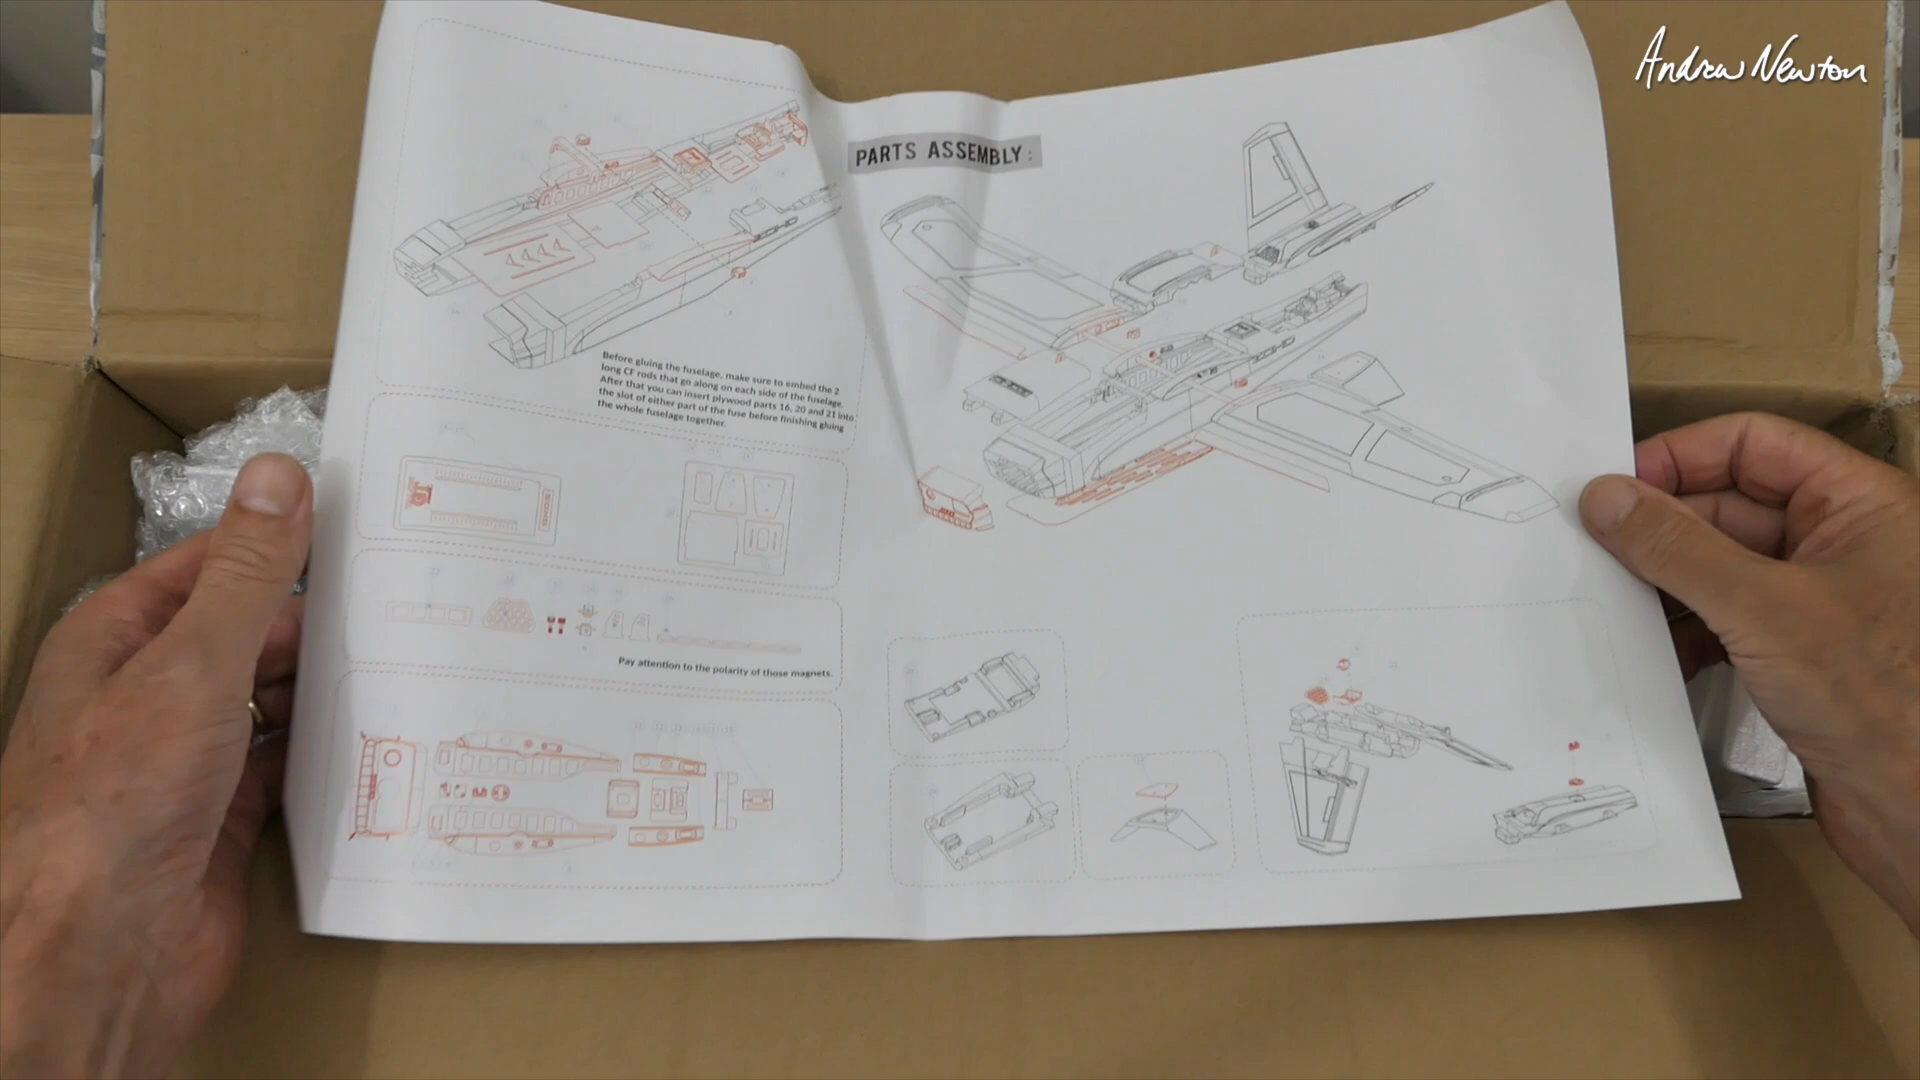 Andrew Newton
PARTS ASSEMBLY:
Before gluing the fuselage, make sure to embed the 2
long CF rods that go along on each side of the fuselage.
After that you can insert plywood parts 16, 20 and 21 into
the slot of either part of the fuse before finishing gluing
the whole fuselage together.
Pay attention to the polarity of those magnets.